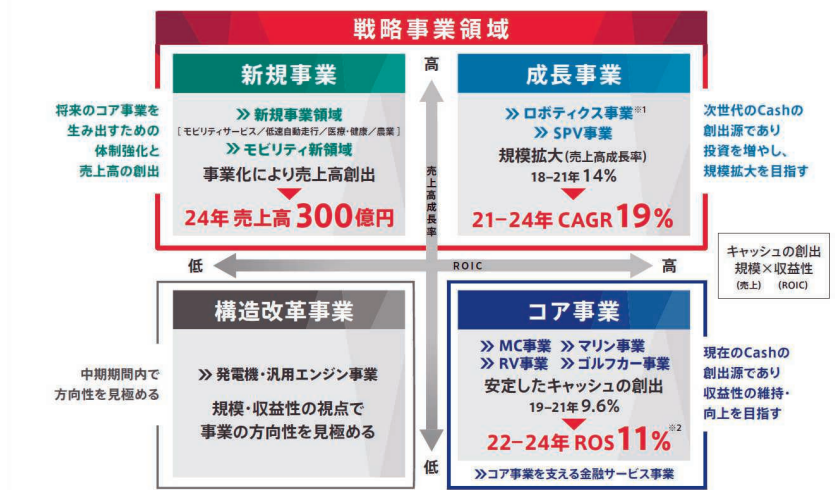 戦略事業領域
将来のコア事業を
生み出すための
体制強化と
売上高の創出
新規事業
≫新規事業領域
[モビリティサービス/低速自動走行/医療・健康/農業]
≫モビリティ新領域
事業化により売上高創出
24年 売上高 300億円
高
売上高成長率
成長事業
≫ロボティクス事業※1
≫SPV事業
規模拡大(売上高成長率)
18-21年 14%
21-24年 CAGR 19%
次世代のCashの
創出源であり
投資を増やし、
規模拡大を目指す
低
ROIC
高
キャッシュの創出
規模×収益性
(売上) (ROIC)
中期期間内で
方向性を見極める
構造改革事業
≫発電機・汎用エンジン事業
規模・収益性の視点で
事業の方向性を見極める
低
コア事業
≫MC事業 ≫マリン事業
≫RV事業 ≫ゴルフカー事業
安定したキャッシュの創出
19-21年 9.6%
22-24年 ROS 11%※2
≫コア事業を支える金融サービス事業
現在のCashの
創出源であり
収益性の維持・
向上を目指す